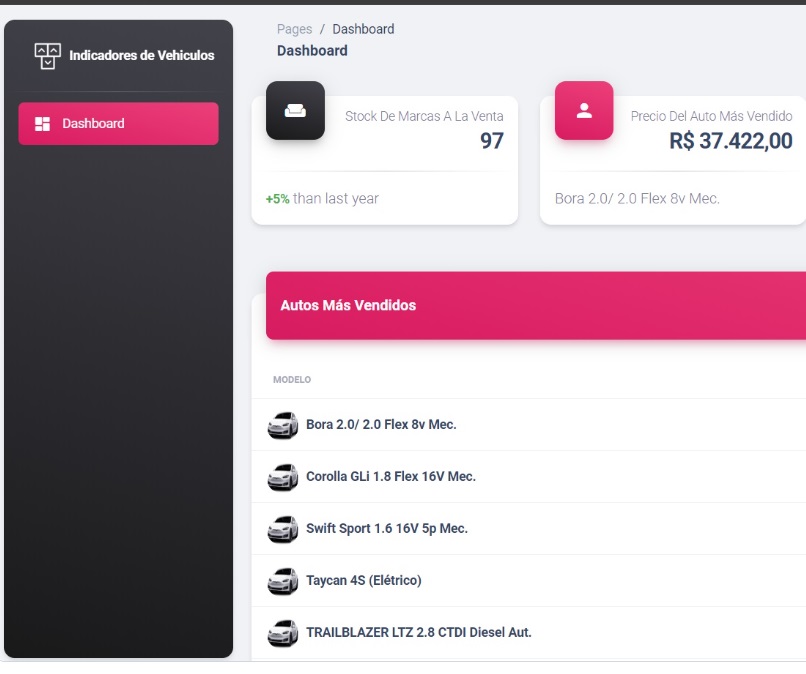 Indicadores de Vehiculos
Dashboard
Pages / Dashboard
Dashboard
Stock De Marcas A La Venta
97
+5% than last year
Precio Del Auto Más Vendido
R$ 37.422,00
Bora 2.0/ 2.0 Flex 8v Mec.
Autos Más Vendidos
MODELO
Bora 2.0/ 2.0 Flex 8v Mec.
Corolla GLi 1.8 Flex 16V Mec.
Swift Sport 1.6 16V 5p Mec.
Taycan 4S (Elétrico)
TRAILBLAZER LTZ 2.8 CTDI Diesel Aut.